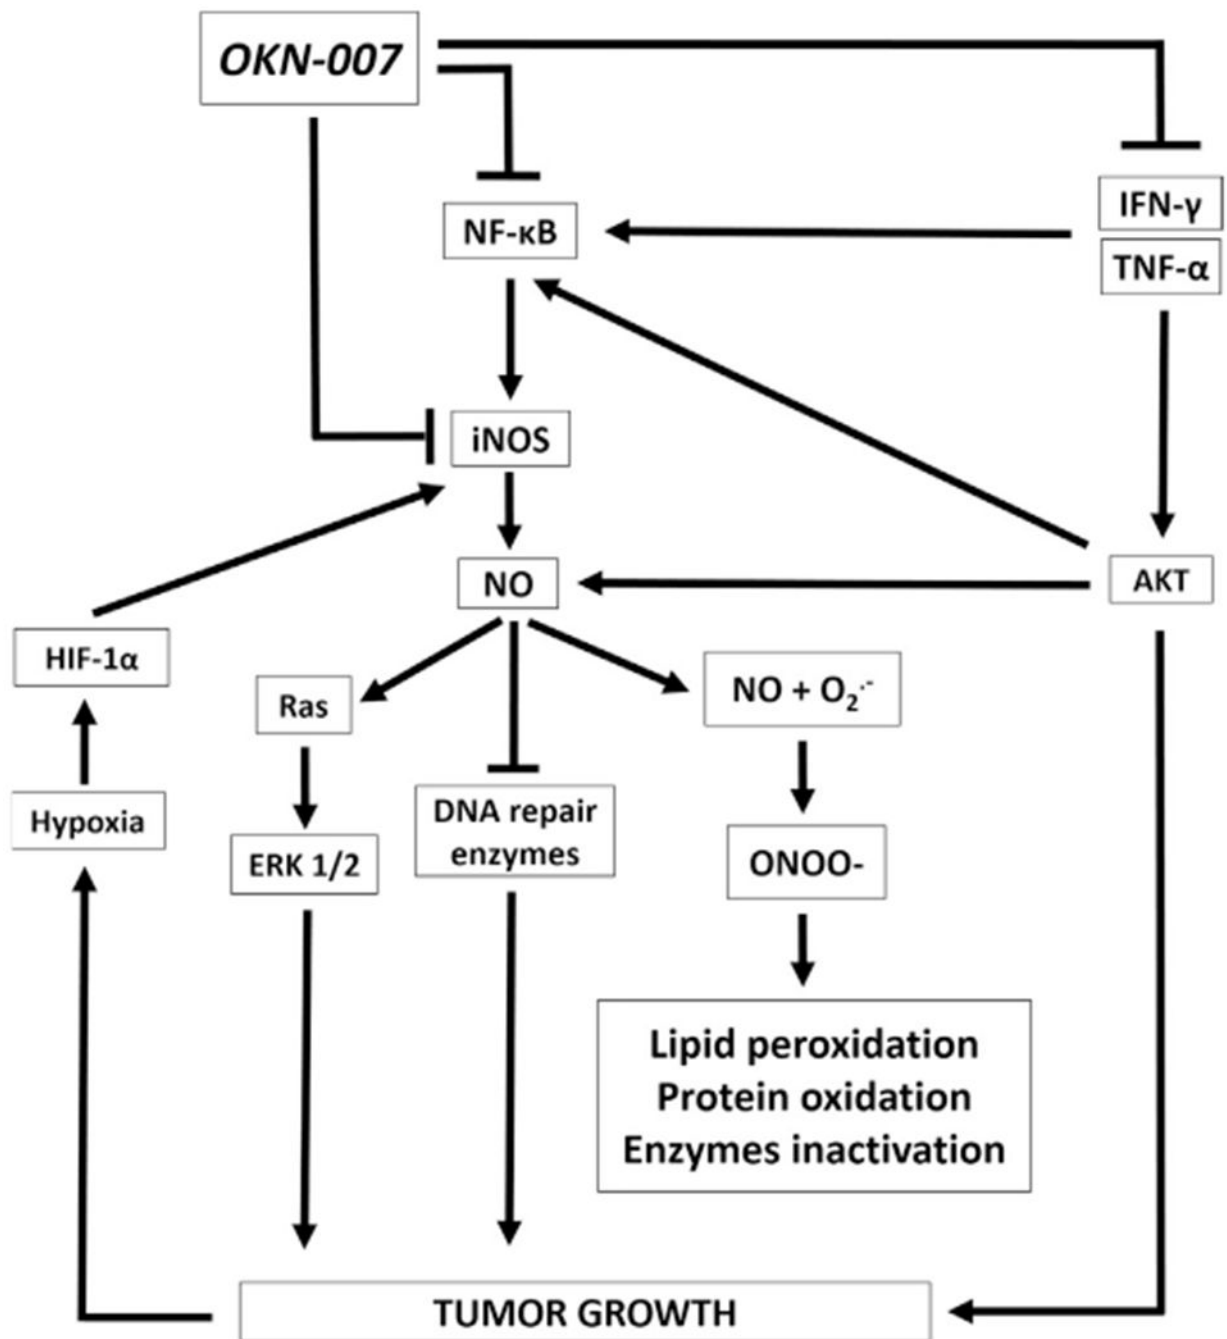 OKN-007
IFN-γ
NF-κB
TNF-α
iNOS
NO
AKT
HIF-1α
NO + O₂·-
Ras
Hypoxia
DNA repair
enzymes
ERK 1/2
ONOO-
Lipid peroxidation
Protein oxidation
Enzymes inactivation
TUMOR GROWTH